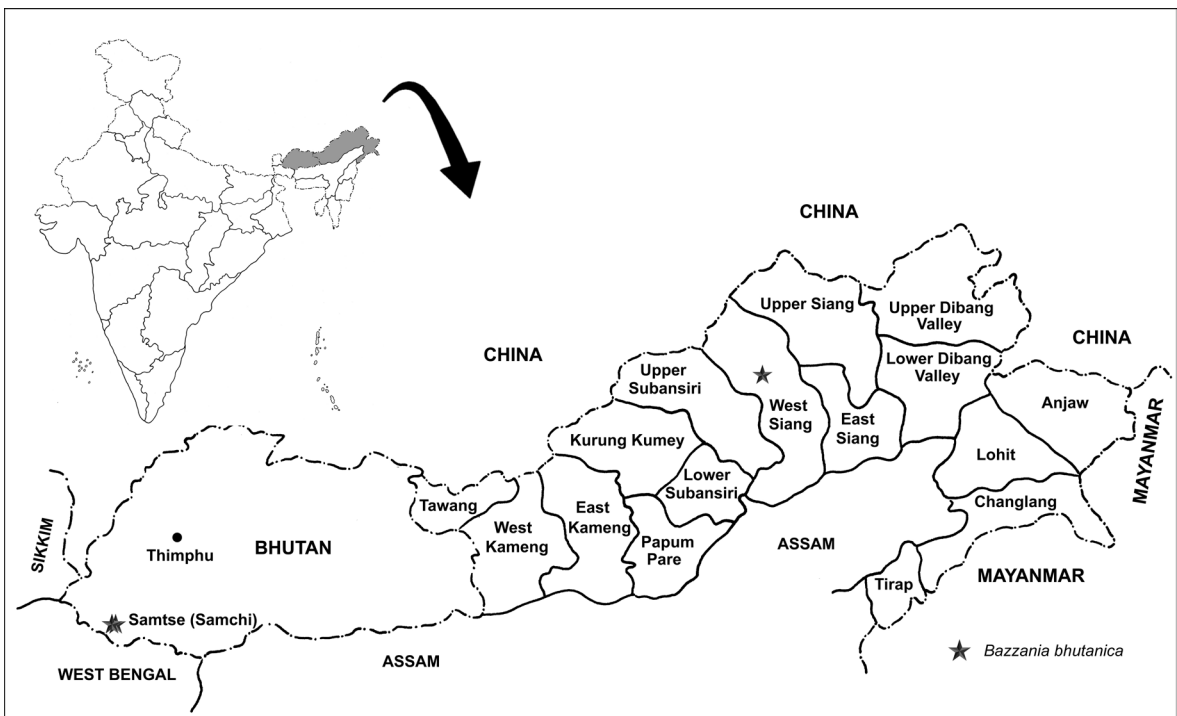 CHINA
Upper Siang
Upper Dibang
Valley
CHINA
CHINA
Lower Dibang
Valley
Upper
Subansiri
West
Siang
East
Siang
Anjaw
MAYANMAR
Kurung Kumey
Lohit
Lower
Subansiri
Tawang
Changlang
East
Kameng
West
Kameng
SIKKIM
Thimphu
BHUTAN
Papum
Pare
ASSAM
MAYANMAR
Tirap
Samtse (Samchi)
Bazzania bhutanica
ASSAM
WEST BENGAL